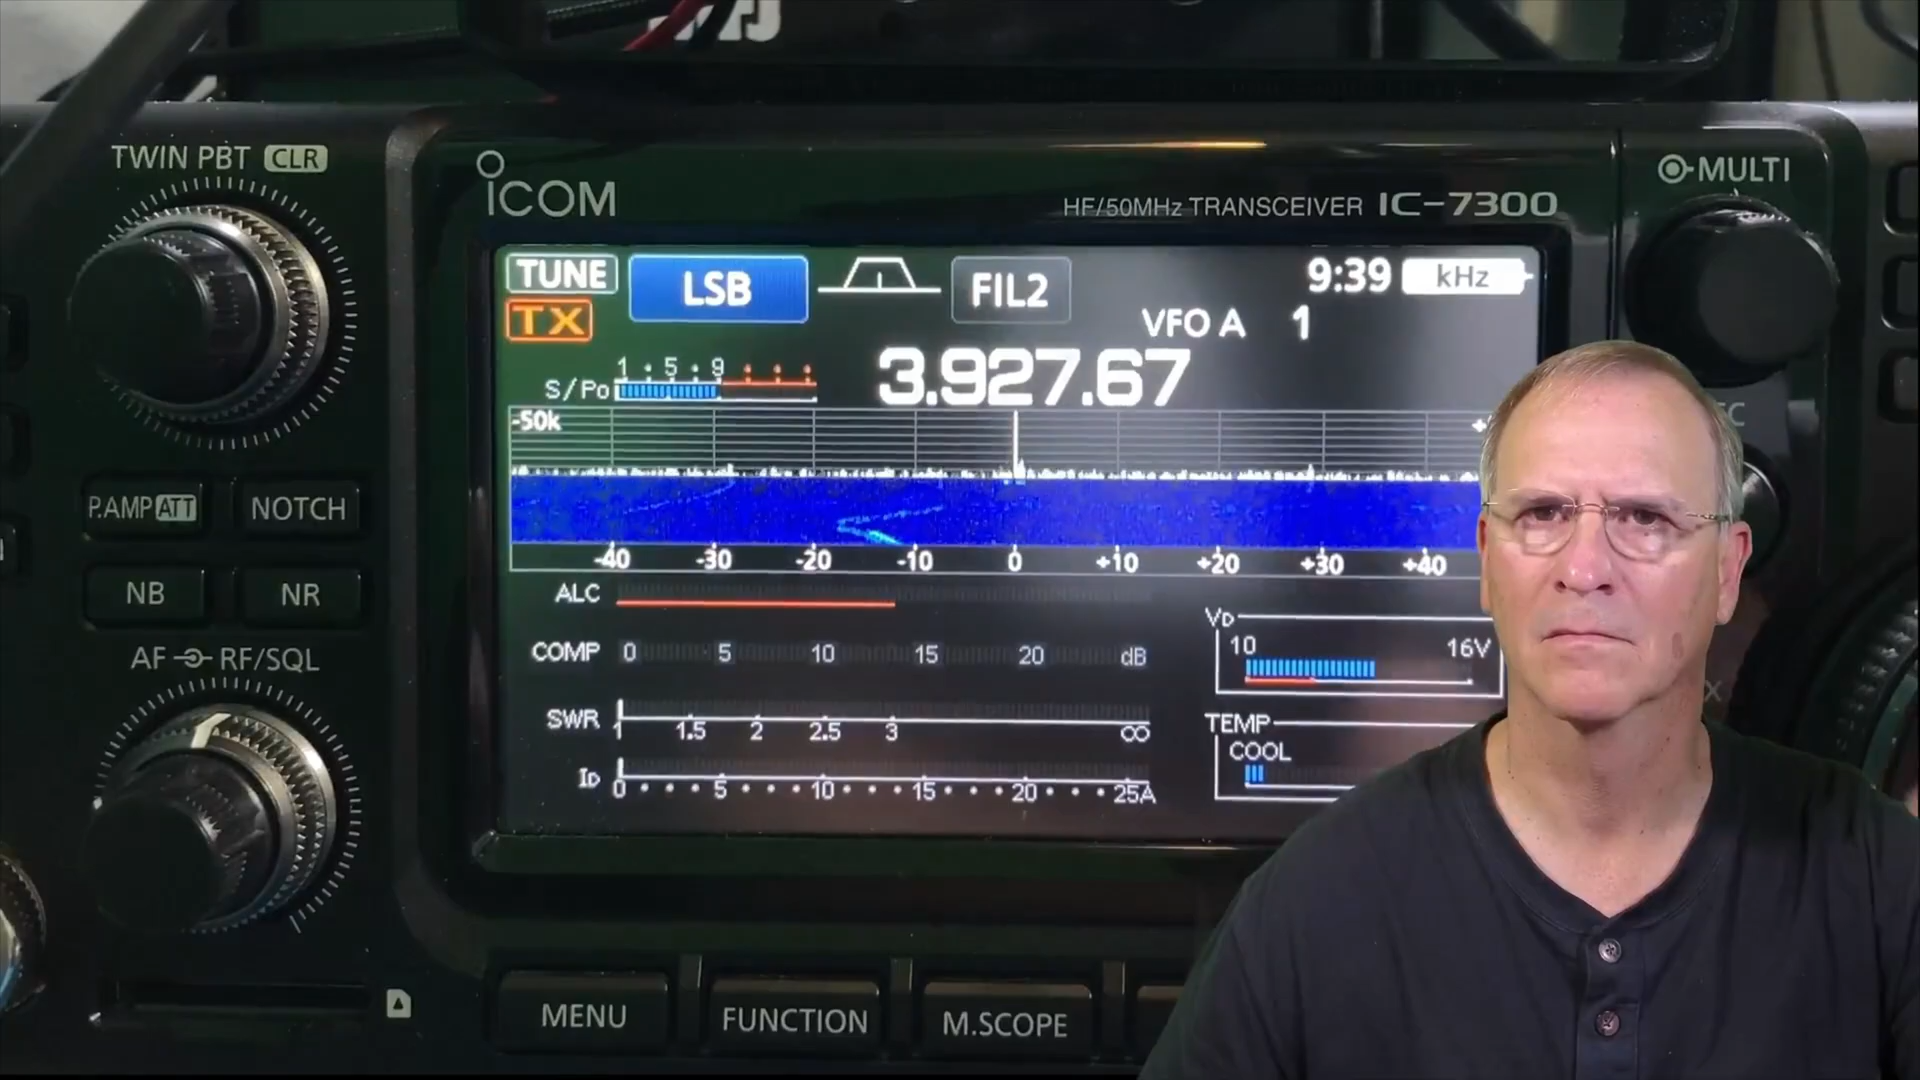 TWIN PBT CLR
ICOM
HF/50MHz TRANSCEIVER IC-7300
MULTI
TUNE LSB FIL2 9:39 kHz
TX VFO A 1
1 5 9
S/Po
3.927.67
-50k
-40 -30 -20 -10 0 +10 +20 +30 +40
P.AMP ATT NOTCH
NB NR
AF RF/SQL
ALC
COMP 0 5 10 15 20 dB
SWR 1 1.5 2 2.5 3 ∞
ID 0 5 10 15 20 25A
VD
10 16V
TEMP
COOL
MENU FUNCTION M.SCOPE